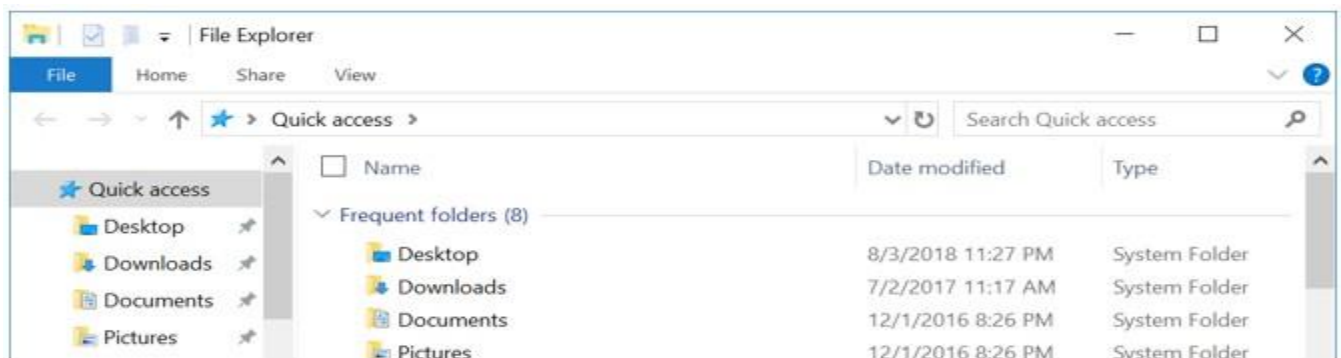 File Explorer
File Home Share View ?
Quick access Search Quick access
Name Date modified Type
Quick access
Frequent folders (8)
Desktop
Desktop 8/3/2018 11:27 PM System Folder
Downloads
Downloads 7/2/2017 11:17 AM System Folder
Documents
Documents 12/1/2016 8:26 PM System Folder
Pictures
Pictures 12/1/2016 8:26 PM System Folder